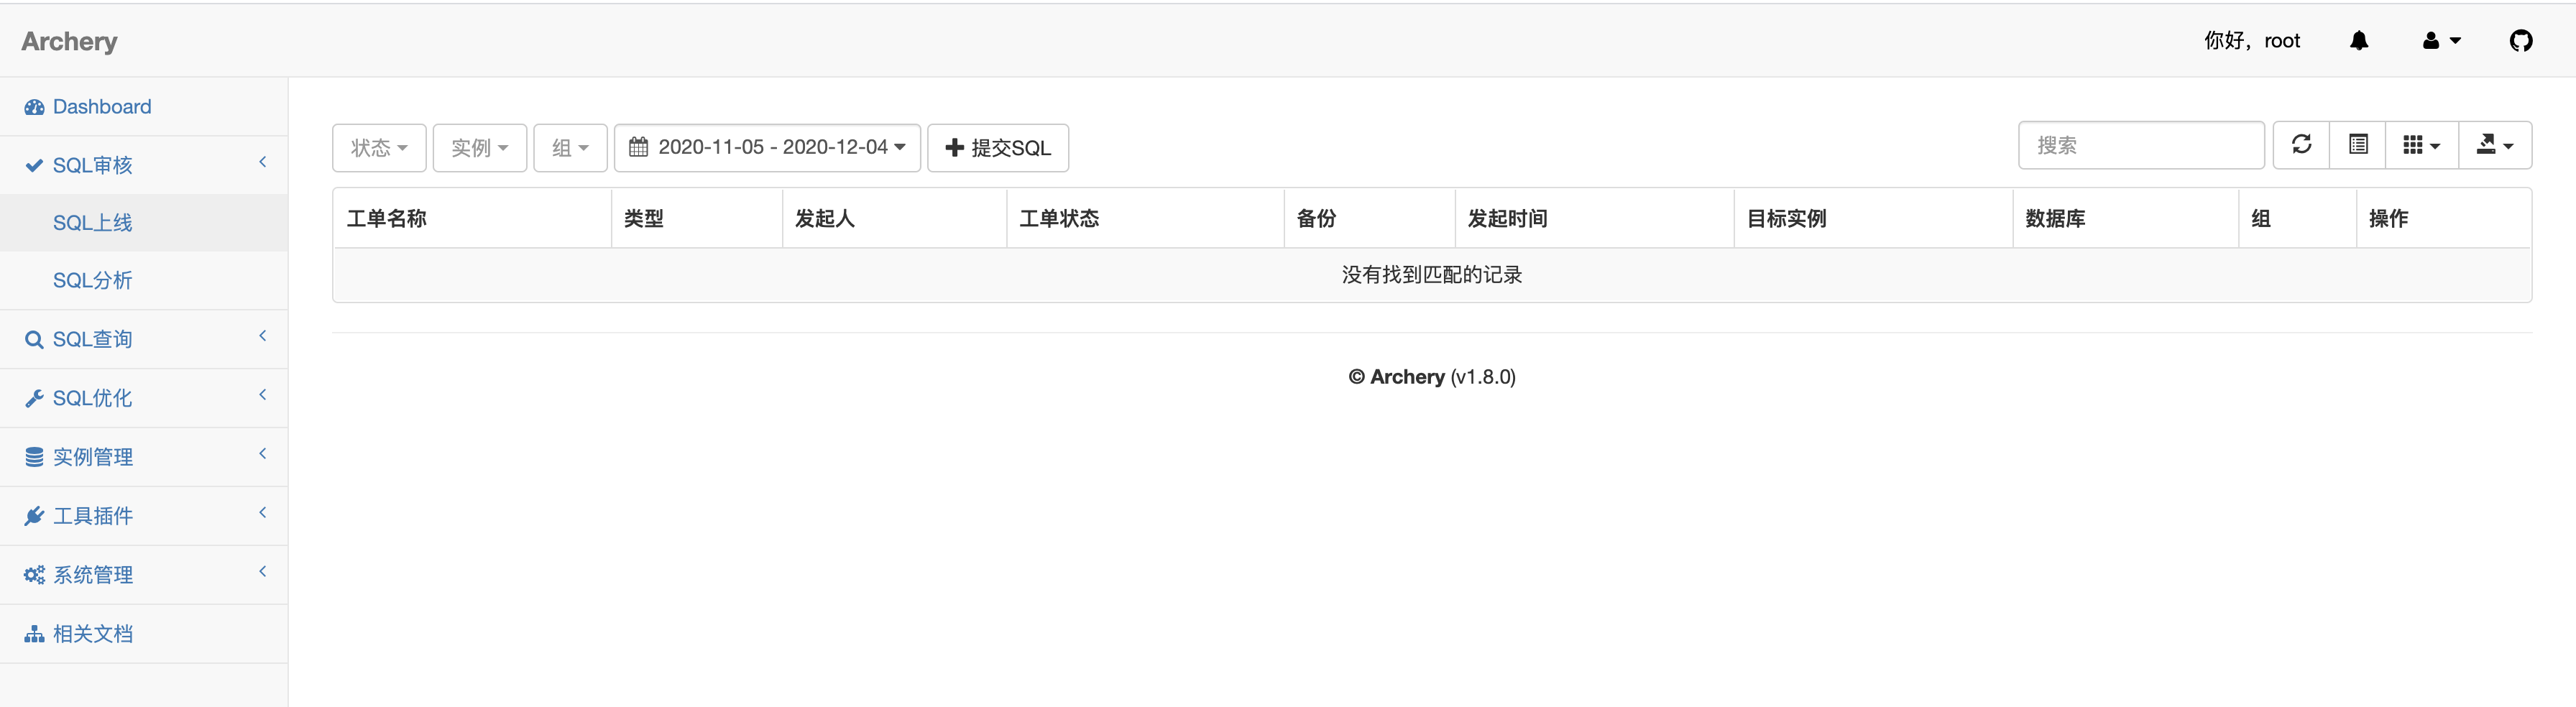 Archery
你好，root
Dashboard
SQL审核
SQL上线
SQL分析
SQL查询
SQL优化
实例管理
工具插件
系统管理
相关文档
状态 实例 组 2020-11-05 - 2020-12-04 提交SQL 搜索
工单名称 类型 发起人 工单状态 备份 发起时间 目标实例 数据库 组 操作
没有找到匹配的记录
© Archery (v1.8.0)